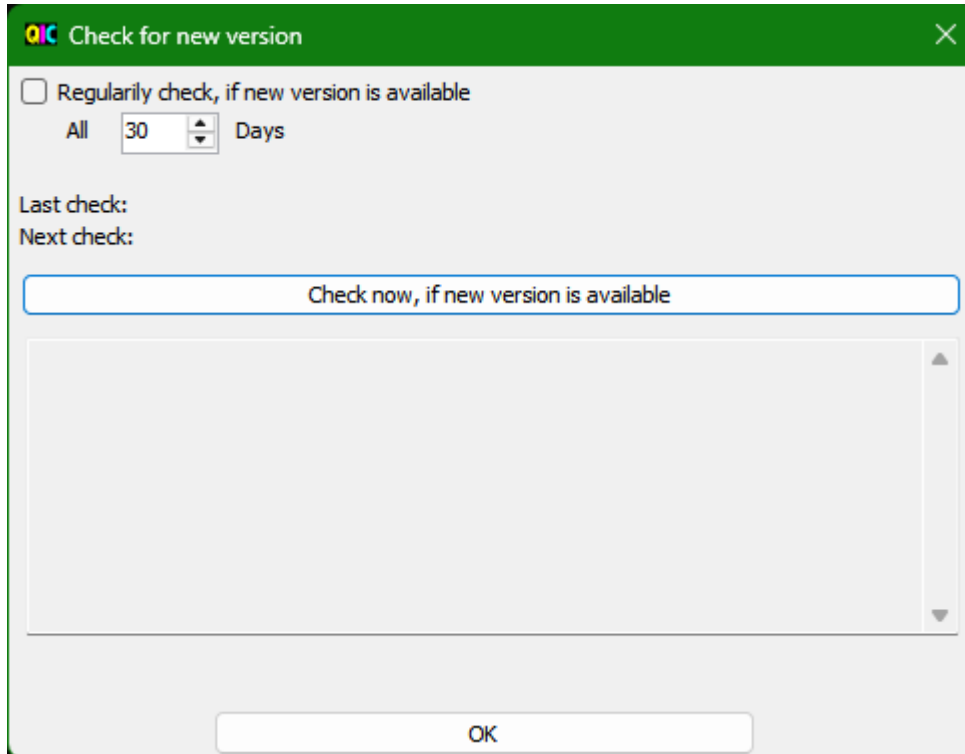 QIC Check for new version
Regularily check, if new version is available
All 30 Days
Last check:
Next check:
Check now, if new version is available
OK